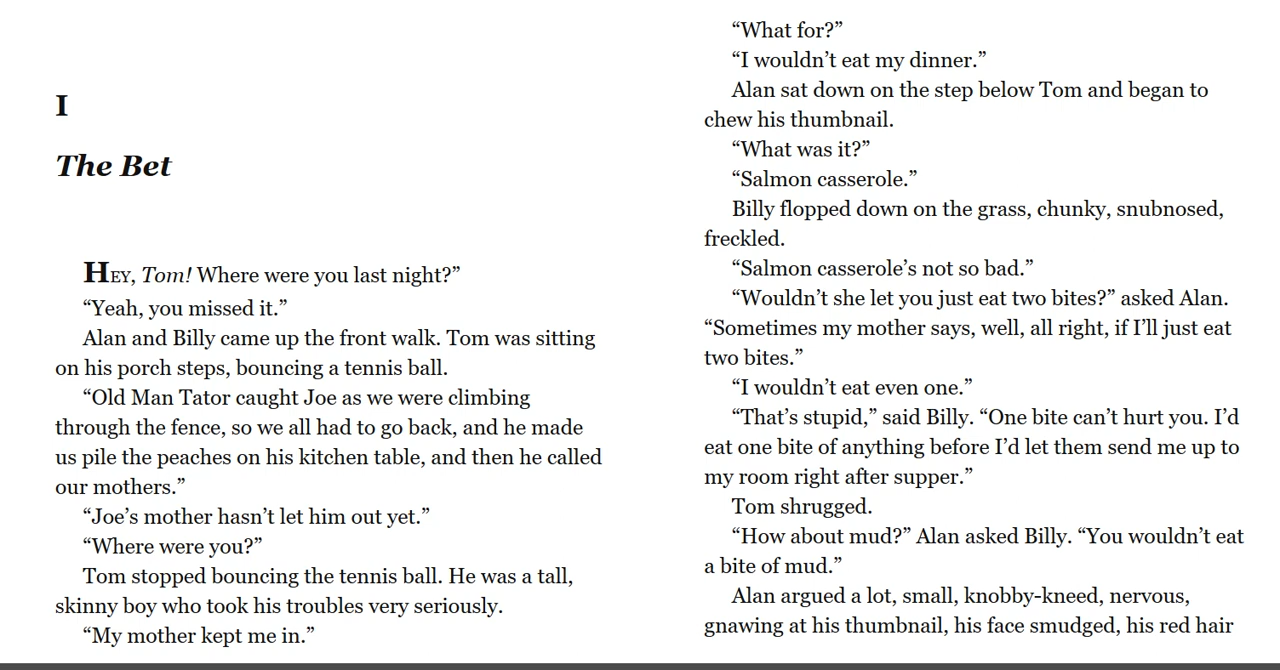 I
The Bet
HEY, Tom! Where were you last night?”
“Yeah, you missed it.”
Alan and Billy came up the front walk. Tom was sitting
on his porch steps, bouncing a tennis ball.
“Old Man Tator caught Joe as we were climbing
through the fence, so we all had to go back, and he made
us pile the peaches on his kitchen table, and then he called
our mothers.”
“Joe’s mother hasn’t let him out yet.”
“Where were you?”
Tom stopped bouncing the tennis ball. He was a tall,
skinny boy who took his troubles very seriously.
“My mother kept me in.”
“What for?”
“I wouldn’t eat my dinner.”
Alan sat down on the step below Tom and began to
chew his thumbnail.
“What was it?”
“Salmon casserole.”
Billy flopped down on the grass, chunky, snubnosed,
freckled.
“Salmon casserole’s not so bad.”
“Wouldn’t she let you just eat two bites?” asked Alan.
“Sometimes my mother says, well, all right, if I’ll just eat
two bites.”
“I wouldn’t eat even one.”
“That’s stupid,” said Billy. “One bite can’t hurt you. I’d
eat one bite of anything before I’d let them send me up to
my room right after supper.”
Tom shrugged.
“How about mud?” Alan asked Billy. “You wouldn’t eat
a bite of mud.”
Alan argued a lot, small, knobby-kneed, nervous,
gnawing at his thumbnail, his face smudged, his red hair